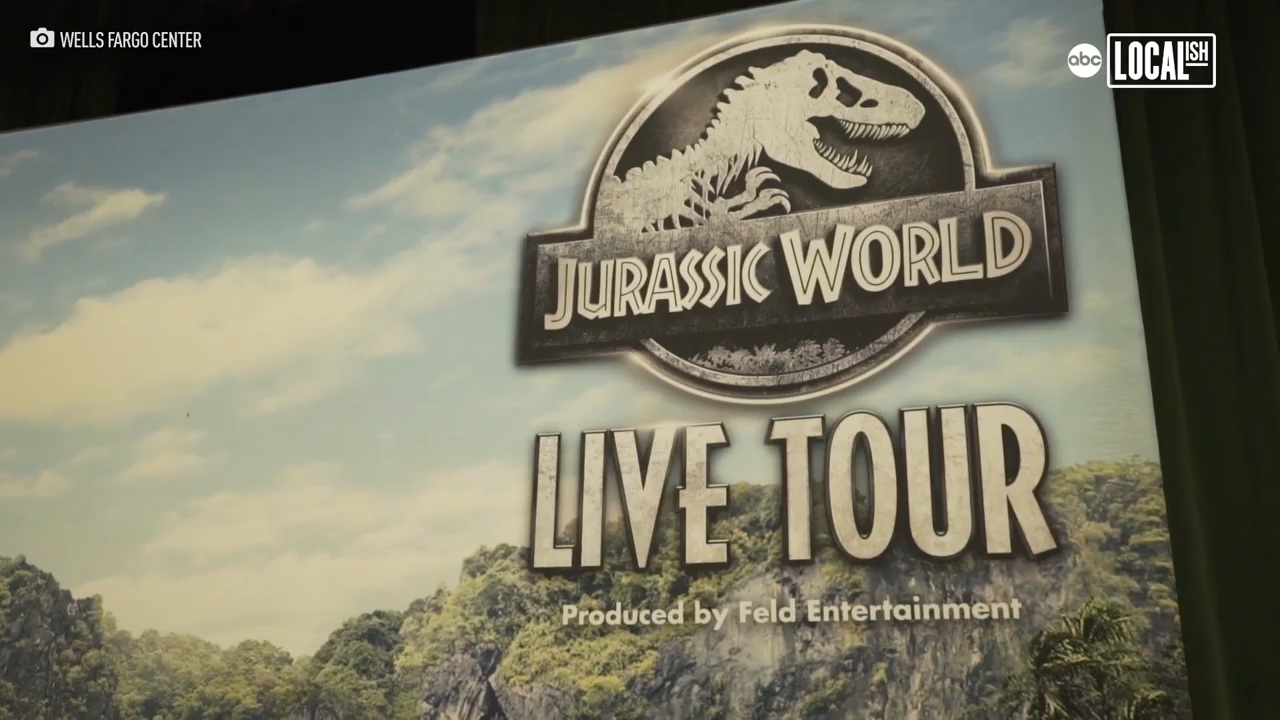 WELLS FARGO CENTER
abc LOCALISH
JURASSIC WORLD
LIVE TOUR
Produced by Feld Entertainment